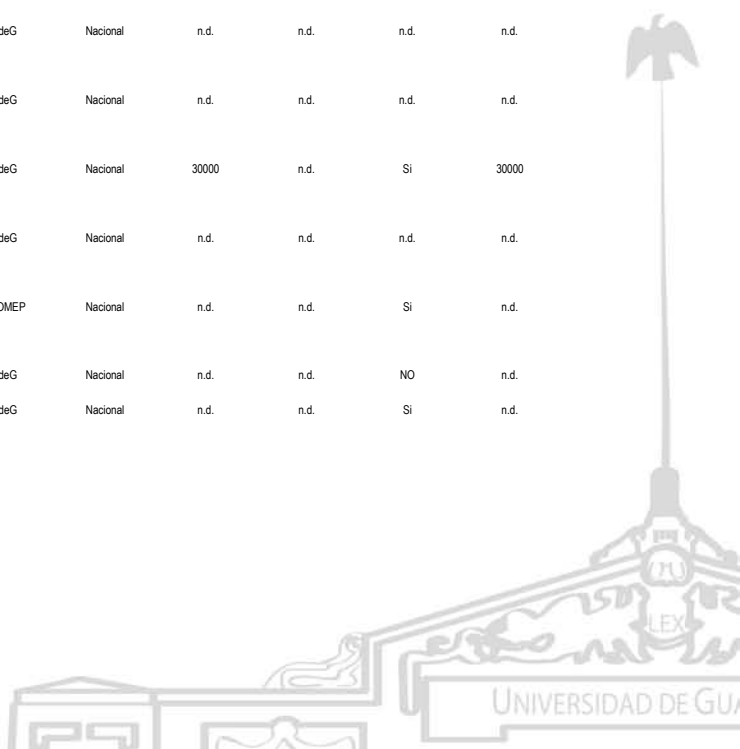 deG Nacional n.d. n.d. n.d. n.d.
deG Nacional n.d. n.d. n.d. n.d.
deG Nacional 30000 n.d. Si 30000
deG Nacional n.d. n.d. n.d. n.d.
OMEP Nacional n.d. n.d. Si n.d.
deG Nacional n.d. n.d. NO n.d.
deG Nacional n.d. n.d. Si n.d.
LEX
UNIVERSIDAD DE GUA